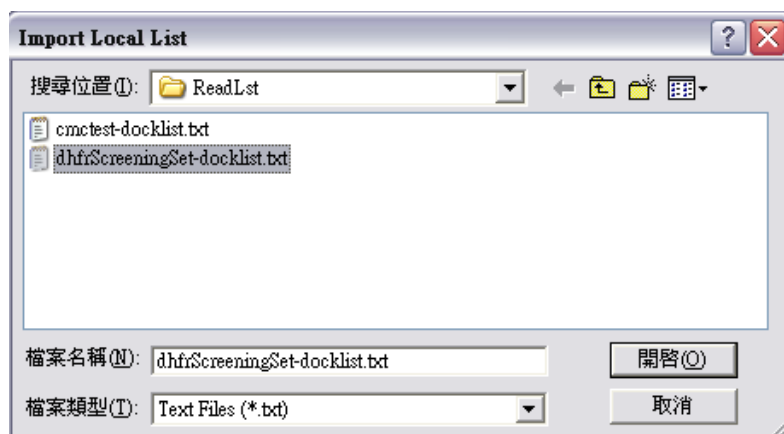 Import Local List
搜尋位置(I): ReadLst
cmctest-docklist.txt
dhfrScreeningSet-docklist.txt
檔案名稱(N): dhfrScreeningSet-docklist.txt 開啓(O)
檔案類型(T): Text Files (*.txt) 取消